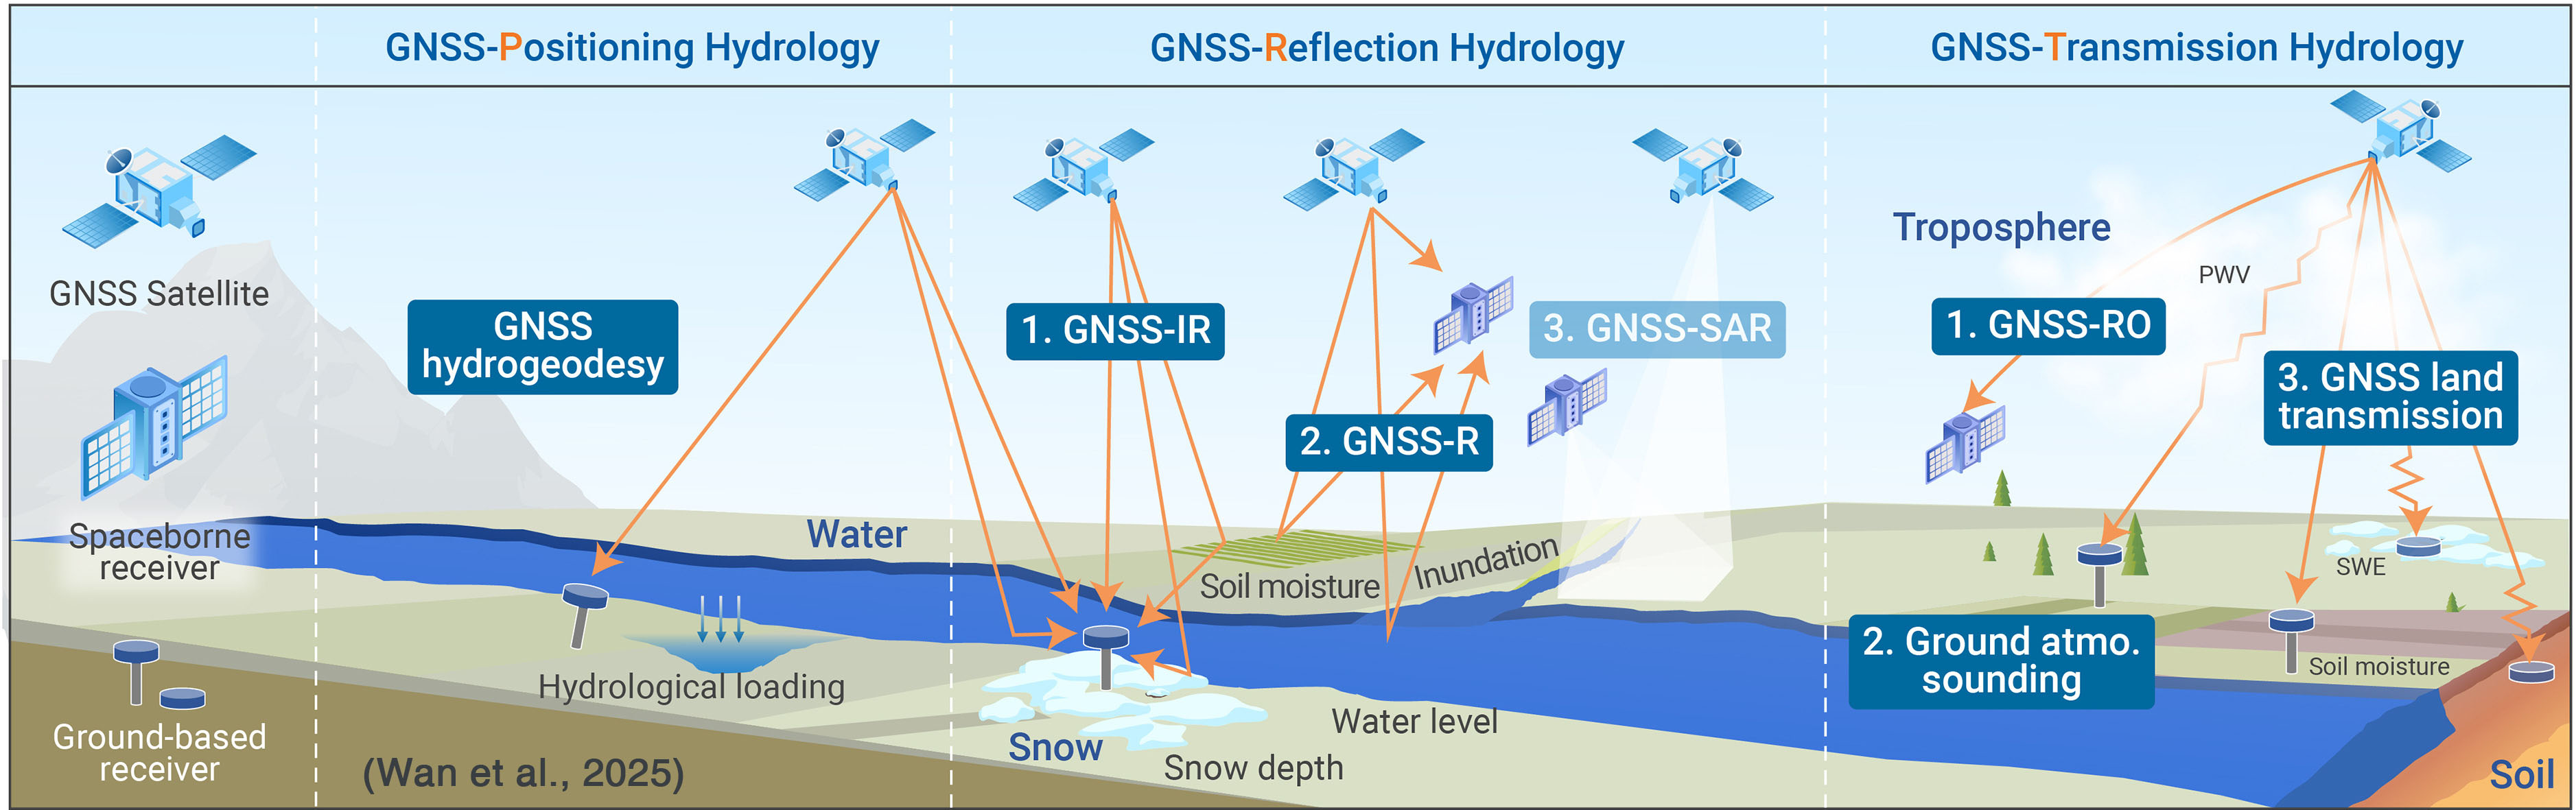 GNSS-Positioning Hydrology
GNSS-Reflection Hydrology
GNSS-Transmission Hydrology
GNSS Satellite
Spaceborne
receiver
Ground-based
receiver
GNSS
hydrogeodesy
Water
Hydrological loading
(Wan et al., 2025)
1. GNSS-IR
2. GNSS-R
3. GNSS-SAR
Soil moisture
Inundation
Water level
Snow
Snow depth
Troposphere
PWV
1. GNSS-RO
3. GNSS land
transmission
SWE
2. Ground atmo.
sounding
Soil moisture
Soil